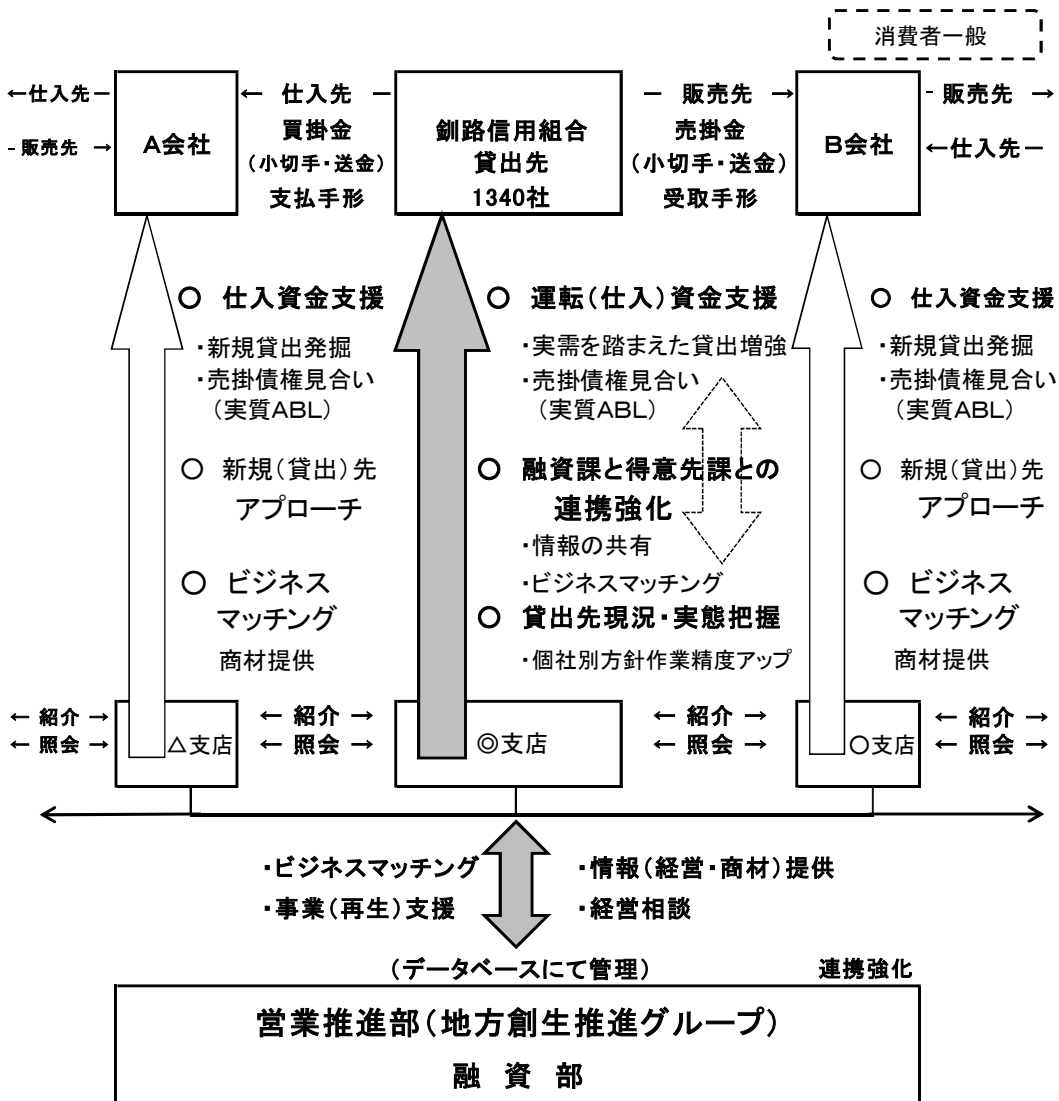 消費者一般
←仕入先－
－販売先 →
A会社
← 仕入先 －
買掛金
(小切手・送金)
支払手形
釧路信用組合
貸出先
1340社
－ 販売先 →
売掛金
(小切手・送金)
受取手形
B会社
－ 販売先 →
←仕入先－
○ 仕入資金支援
・新規貸出発掘
・売掛債権見合い
(実質ABL)
○ 新規(貸出)先
アプローチ
○ ビジネス
マッチング
商材提供
○ 運転(仕入)資金支援
・実需を踏まえた貸出増強
・売掛債権見合い
(実質ABL)
○ 融資課と得意先課との
連携強化
・情報の共有
・ビジネスマッチング
○ 貸出先現況・実態把握
・個社別方針作業精度アップ
○ 仕入資金支援
・新規貸出発掘
・売掛債権見合い
(実質ABL)
○ 新規(貸出)先
アプローチ
○ ビジネス
マッチング
商材提供
← 紹介 →
← 照会 →
△支店
← 紹介 →
← 照会 →
◎支店
← 紹介 →
← 照会 →
○支店
← 紹介 →
← 照会 →
・ビジネスマッチング
・事業(再生)支援
・情報(経営・商材)提供
・経営相談
(データベースにて管理)
連携強化
営業推進部(地方創生推進グループ)
融 資 部